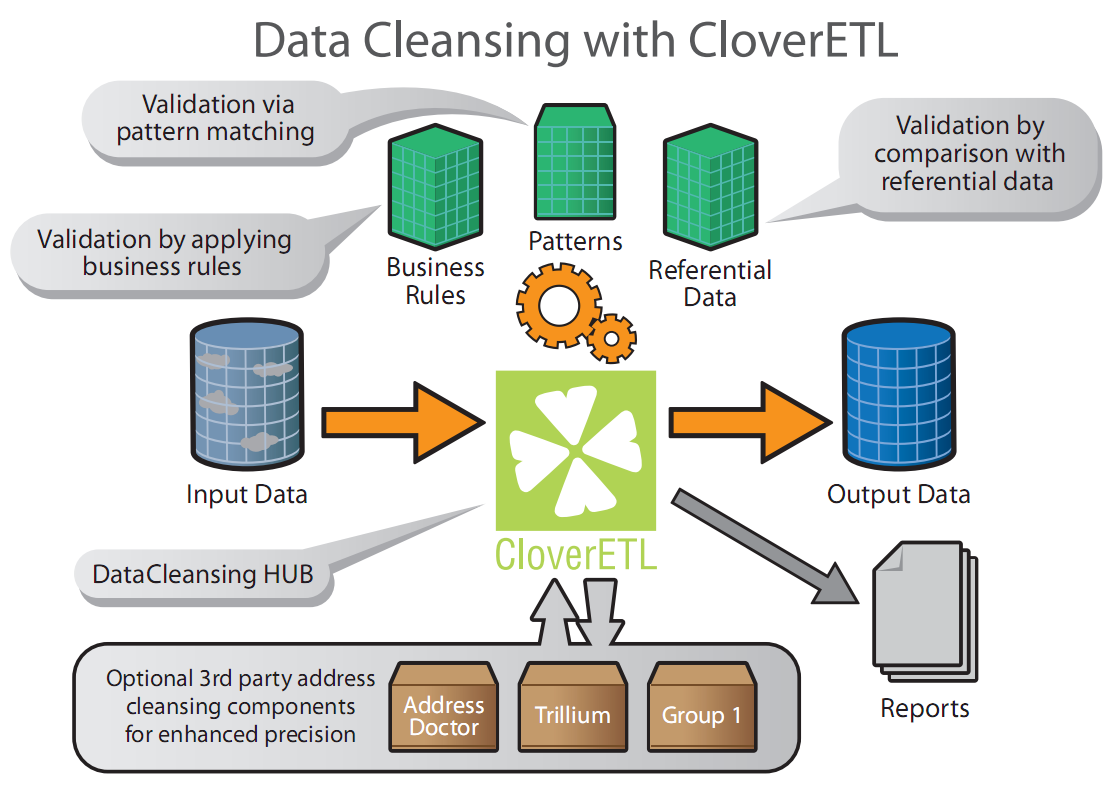 Data Cleansing with CloverETL
Validation via
pattern matching
Validation by
comparison with
referential data
Validation by applying
business rules
Patterns
Business
Rules
Referential
Data
Input Data
Output Data
CloverETL
DataCleansing HUB
Optional 3rd party address
cleansing components
for enhanced precision
Address
Doctor
Trillium
Group 1
Reports